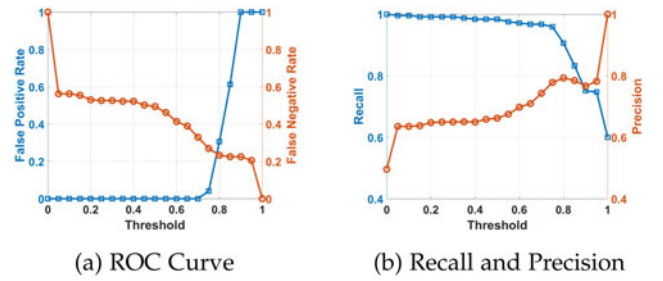 1
0.8
0.6
0.4
0.2
0
False Positive Rate
0 0.2 0.4 0.6 0.8 1
Threshold
1
0.8
0.6
0.4
0.2
0
False Negative Rate
(a) ROC Curve
1
0.8
0.6
0.4
Recall
0 0.2 0.4 0.6 0.8 1
Threshold
1
0.8
0.6
0.4
Precision
(b) Recall and Precision